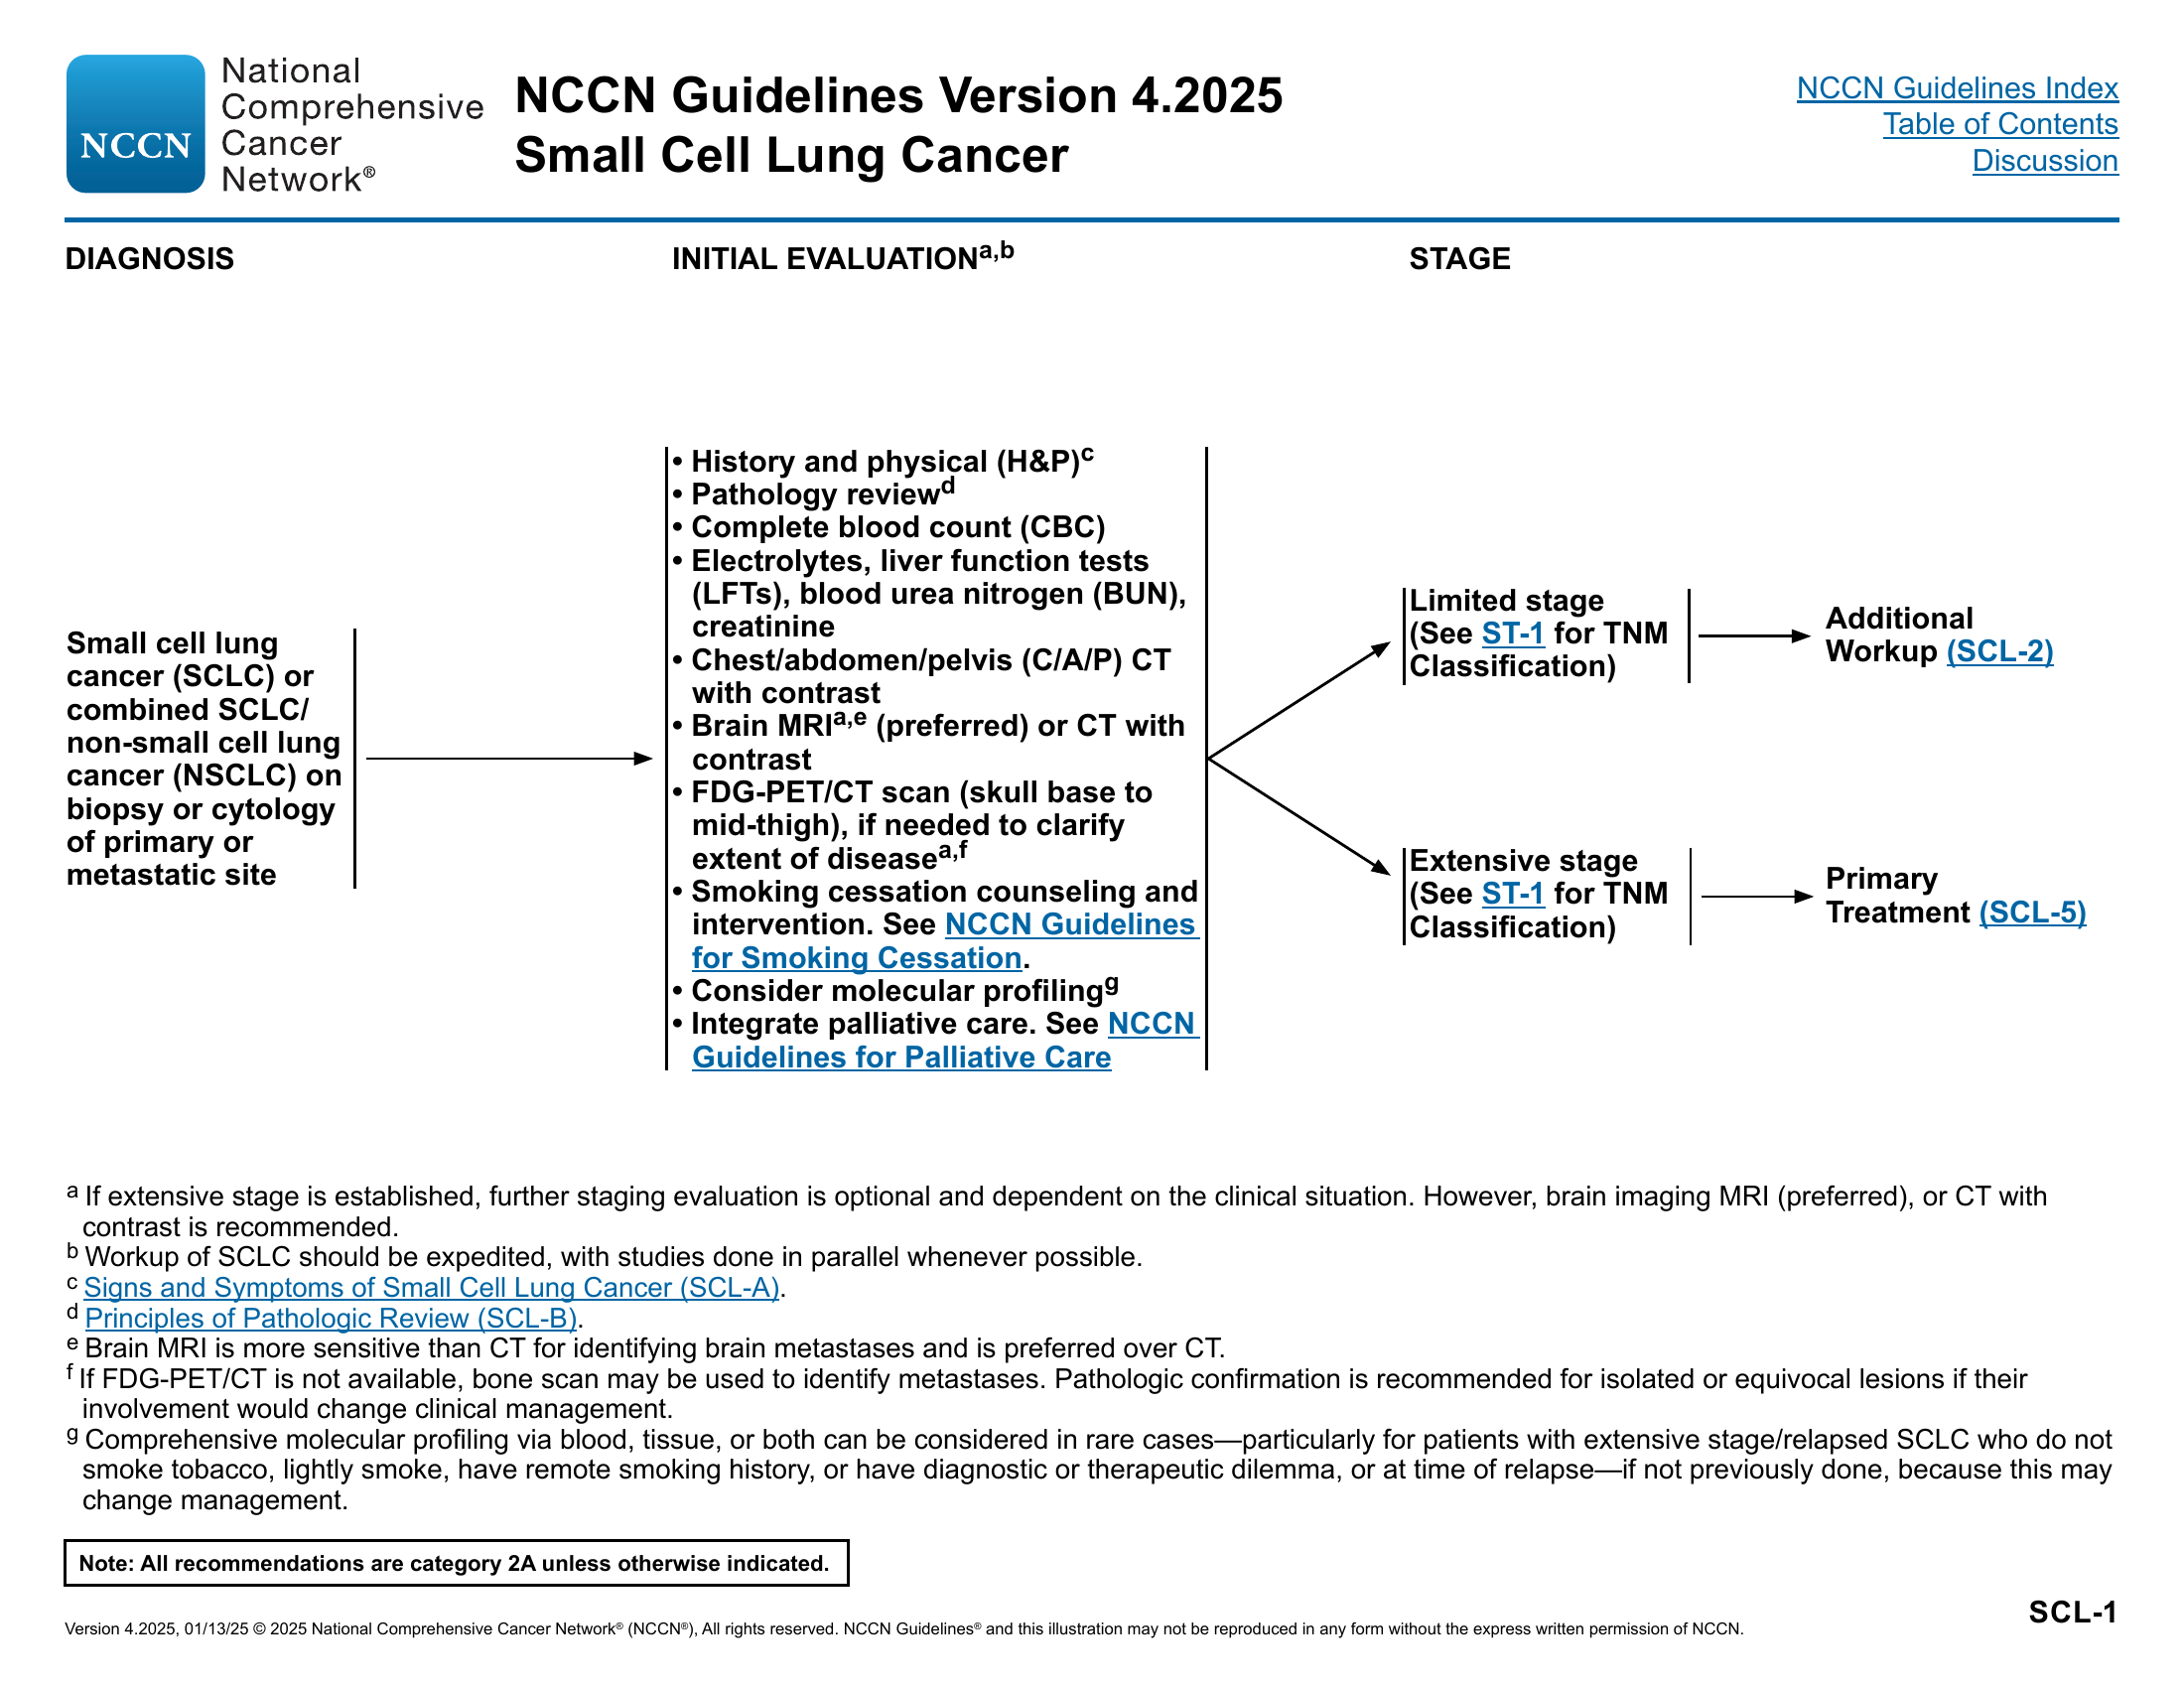 National
Comprehensive
Cancer
Network®
NCCN
NCCN Guidelines Version 4.2025
Small Cell Lung Cancer
NCCN Guidelines Index
Table of Contents
Discussion
DIAGNOSIS
INITIAL EVALUATIONa,b
STAGE
Small cell lung
cancer (SCLC) or
combined SCLC/
non-small cell lung
cancer (NSCLC) on
biopsy or cytology
of primary or
metastatic site
• History and physical (H&P)c
• Pathology reviewd
• Complete blood count (CBC)
• Electrolytes, liver function tests
(LFTs), blood urea nitrogen (BUN),
creatinine
• Chest/abdomen/pelvis (C/A/P) CT
with contrast
• Brain MRIa,e (preferred) or CT with
contrast
• FDG-PET/CT scan (skull base to
mid-thigh), if needed to clarify
extent of diseasea,f
• Smoking cessation counseling and
intervention. See NCCN Guidelines
for Smoking Cessation.
• Consider molecular profilingg
• Integrate palliative care. See NCCN
Guidelines for Palliative Care
Limited stage
(See ST-1 for TNM
Classification)
Additional
Workup (SCL-2)
Extensive stage
(See ST-1 for TNM
Classification)
Primary
Treatment (SCL-5)
a If extensive stage is established, further staging evaluation is optional and dependent on the clinical situation. However, brain imaging MRI (preferred), or CT with
contrast is recommended.
b Workup of SCLC should be expedited, with studies done in parallel whenever possible.
c Signs and Symptoms of Small Cell Lung Cancer (SCL-A).
d Principles of Pathologic Review (SCL-B).
e Brain MRI is more sensitive than CT for identifying brain metastases and is preferred over CT.
f If FDG-PET/CT is not available, bone scan may be used to identify metastases. Pathologic confirmation is recommended for isolated or equivocal lesions if their
involvement would change clinical management.
g Comprehensive molecular profiling via blood, tissue, or both can be considered in rare cases—particularly for patients with extensive stage/relapsed SCLC who do not
smoke tobacco, lightly smoke, have remote smoking history, or have diagnostic or therapeutic dilemma, or at time of relapse—if not previously done, because this may
change management.
Note: All recommendations are category 2A unless otherwise indicated.
SCL-1
Version 4.2025, 01/13/25 © 2025 National Comprehensive Cancer Network® (NCCN®), All rights reserved. NCCN Guidelines® and this illustration may not be reproduced in any form without the express written permission of NCCN.